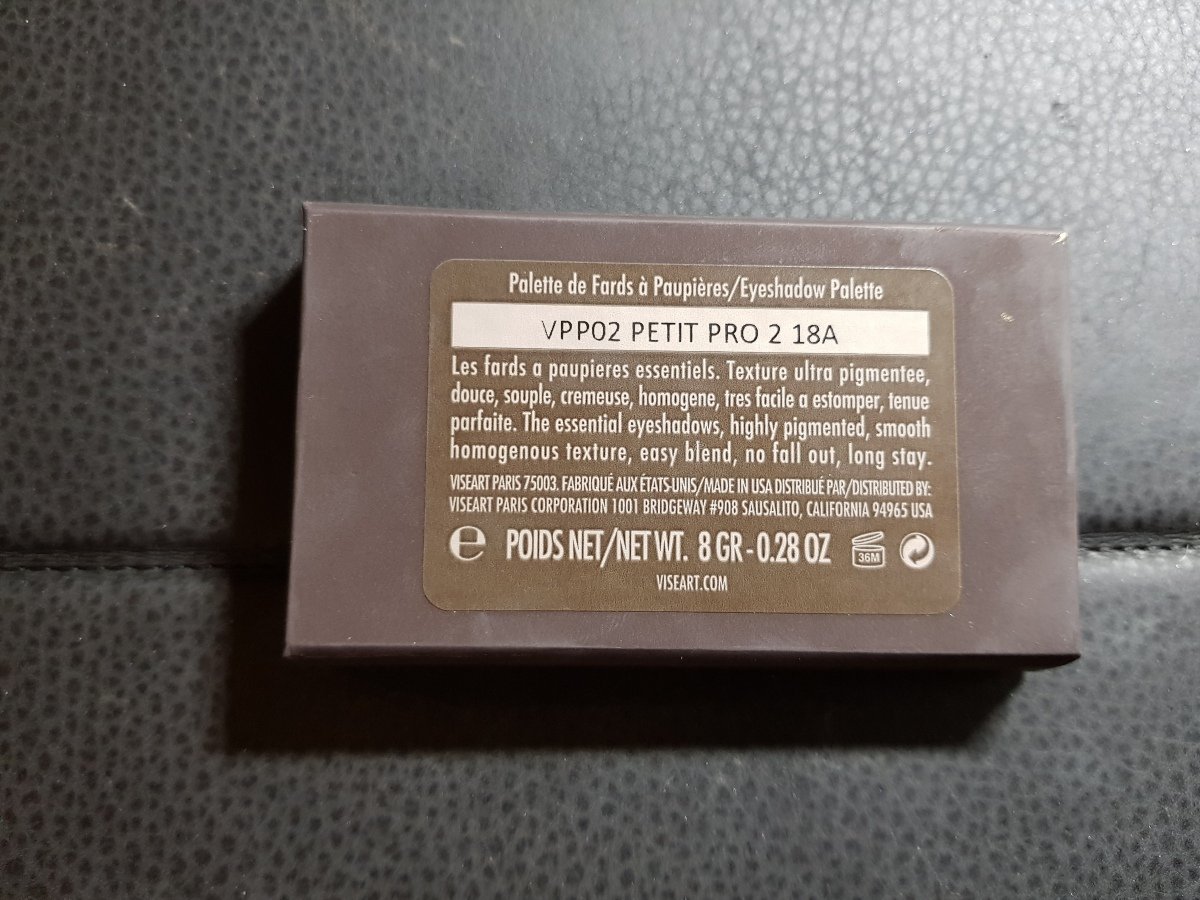 Palette de Fards à Paupières/Eyeshadow Palette
VPP02 PETIT PRO 2 18A
Les fards a paupieres essentiels. Texture ultra pigmentee,
douce, souple, cremeuse, homogene, tres facile a estomper, tenue
parfaite. The essential eyeshadows, highly pigmented, smooth
homogenous texture, easy blend, no fall out, long stay.
VISEART PARIS 75003. FABRIQUÉ AUX ÉTATS-UNIS/MADE IN USA DISTRIBUÉ PAR/DISTRIBUTED BY:
VISEART PARIS CORPORATION 1001 BRIDGEWAY #908 SAUSALITO, CALIFORNIA 94965 USA
℮ POIDS NET/NET WT. 8 GR - 0.28 OZ 36M
VISEART.COM